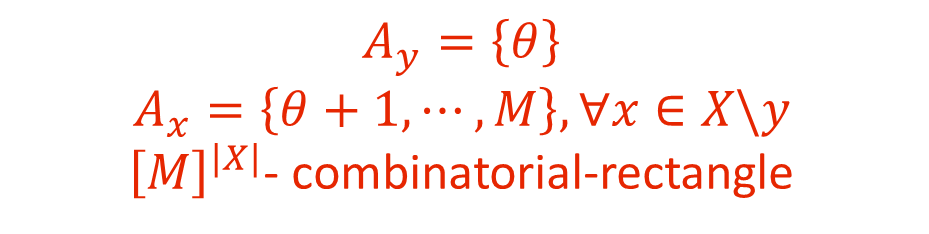 A_y = {θ}
A_x = {θ + 1, ⋯ , M}, ∀x ∈ X\y
[M]^|X|- combinatorial-rectangle